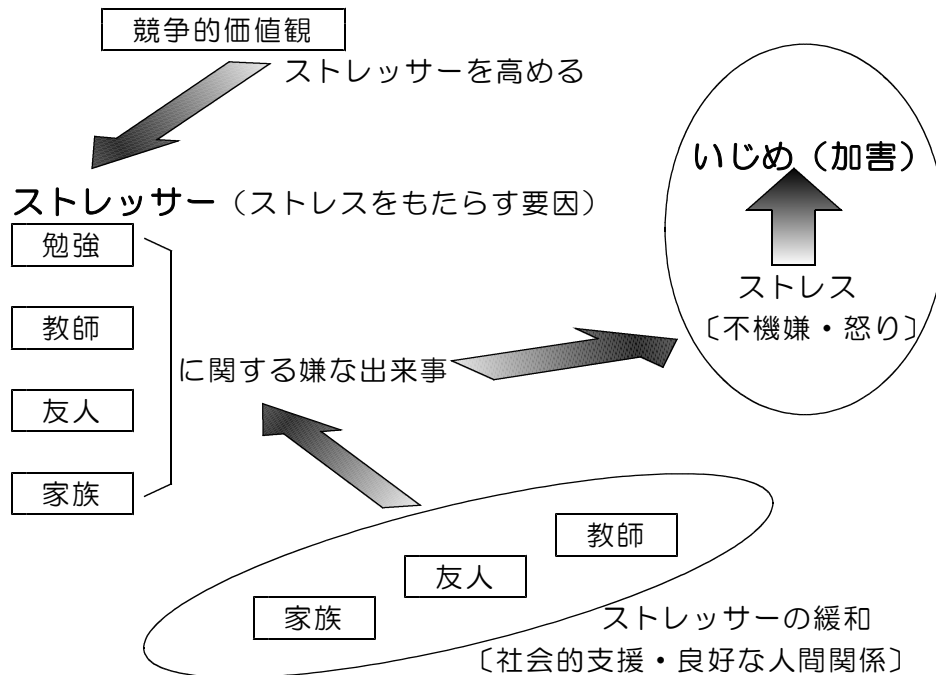 競争的価値観
ストレッサーを高める
いじめ（加害）
ストレッサー（ストレスをもたらす要因）
勉強
ストレス
〔不機嫌・怒り〕
教師
に関する嫌な出来事
友人
家族
教師
友人
家族
ストレッサーの緩和
〔社会的支援・良好な人間関係〕